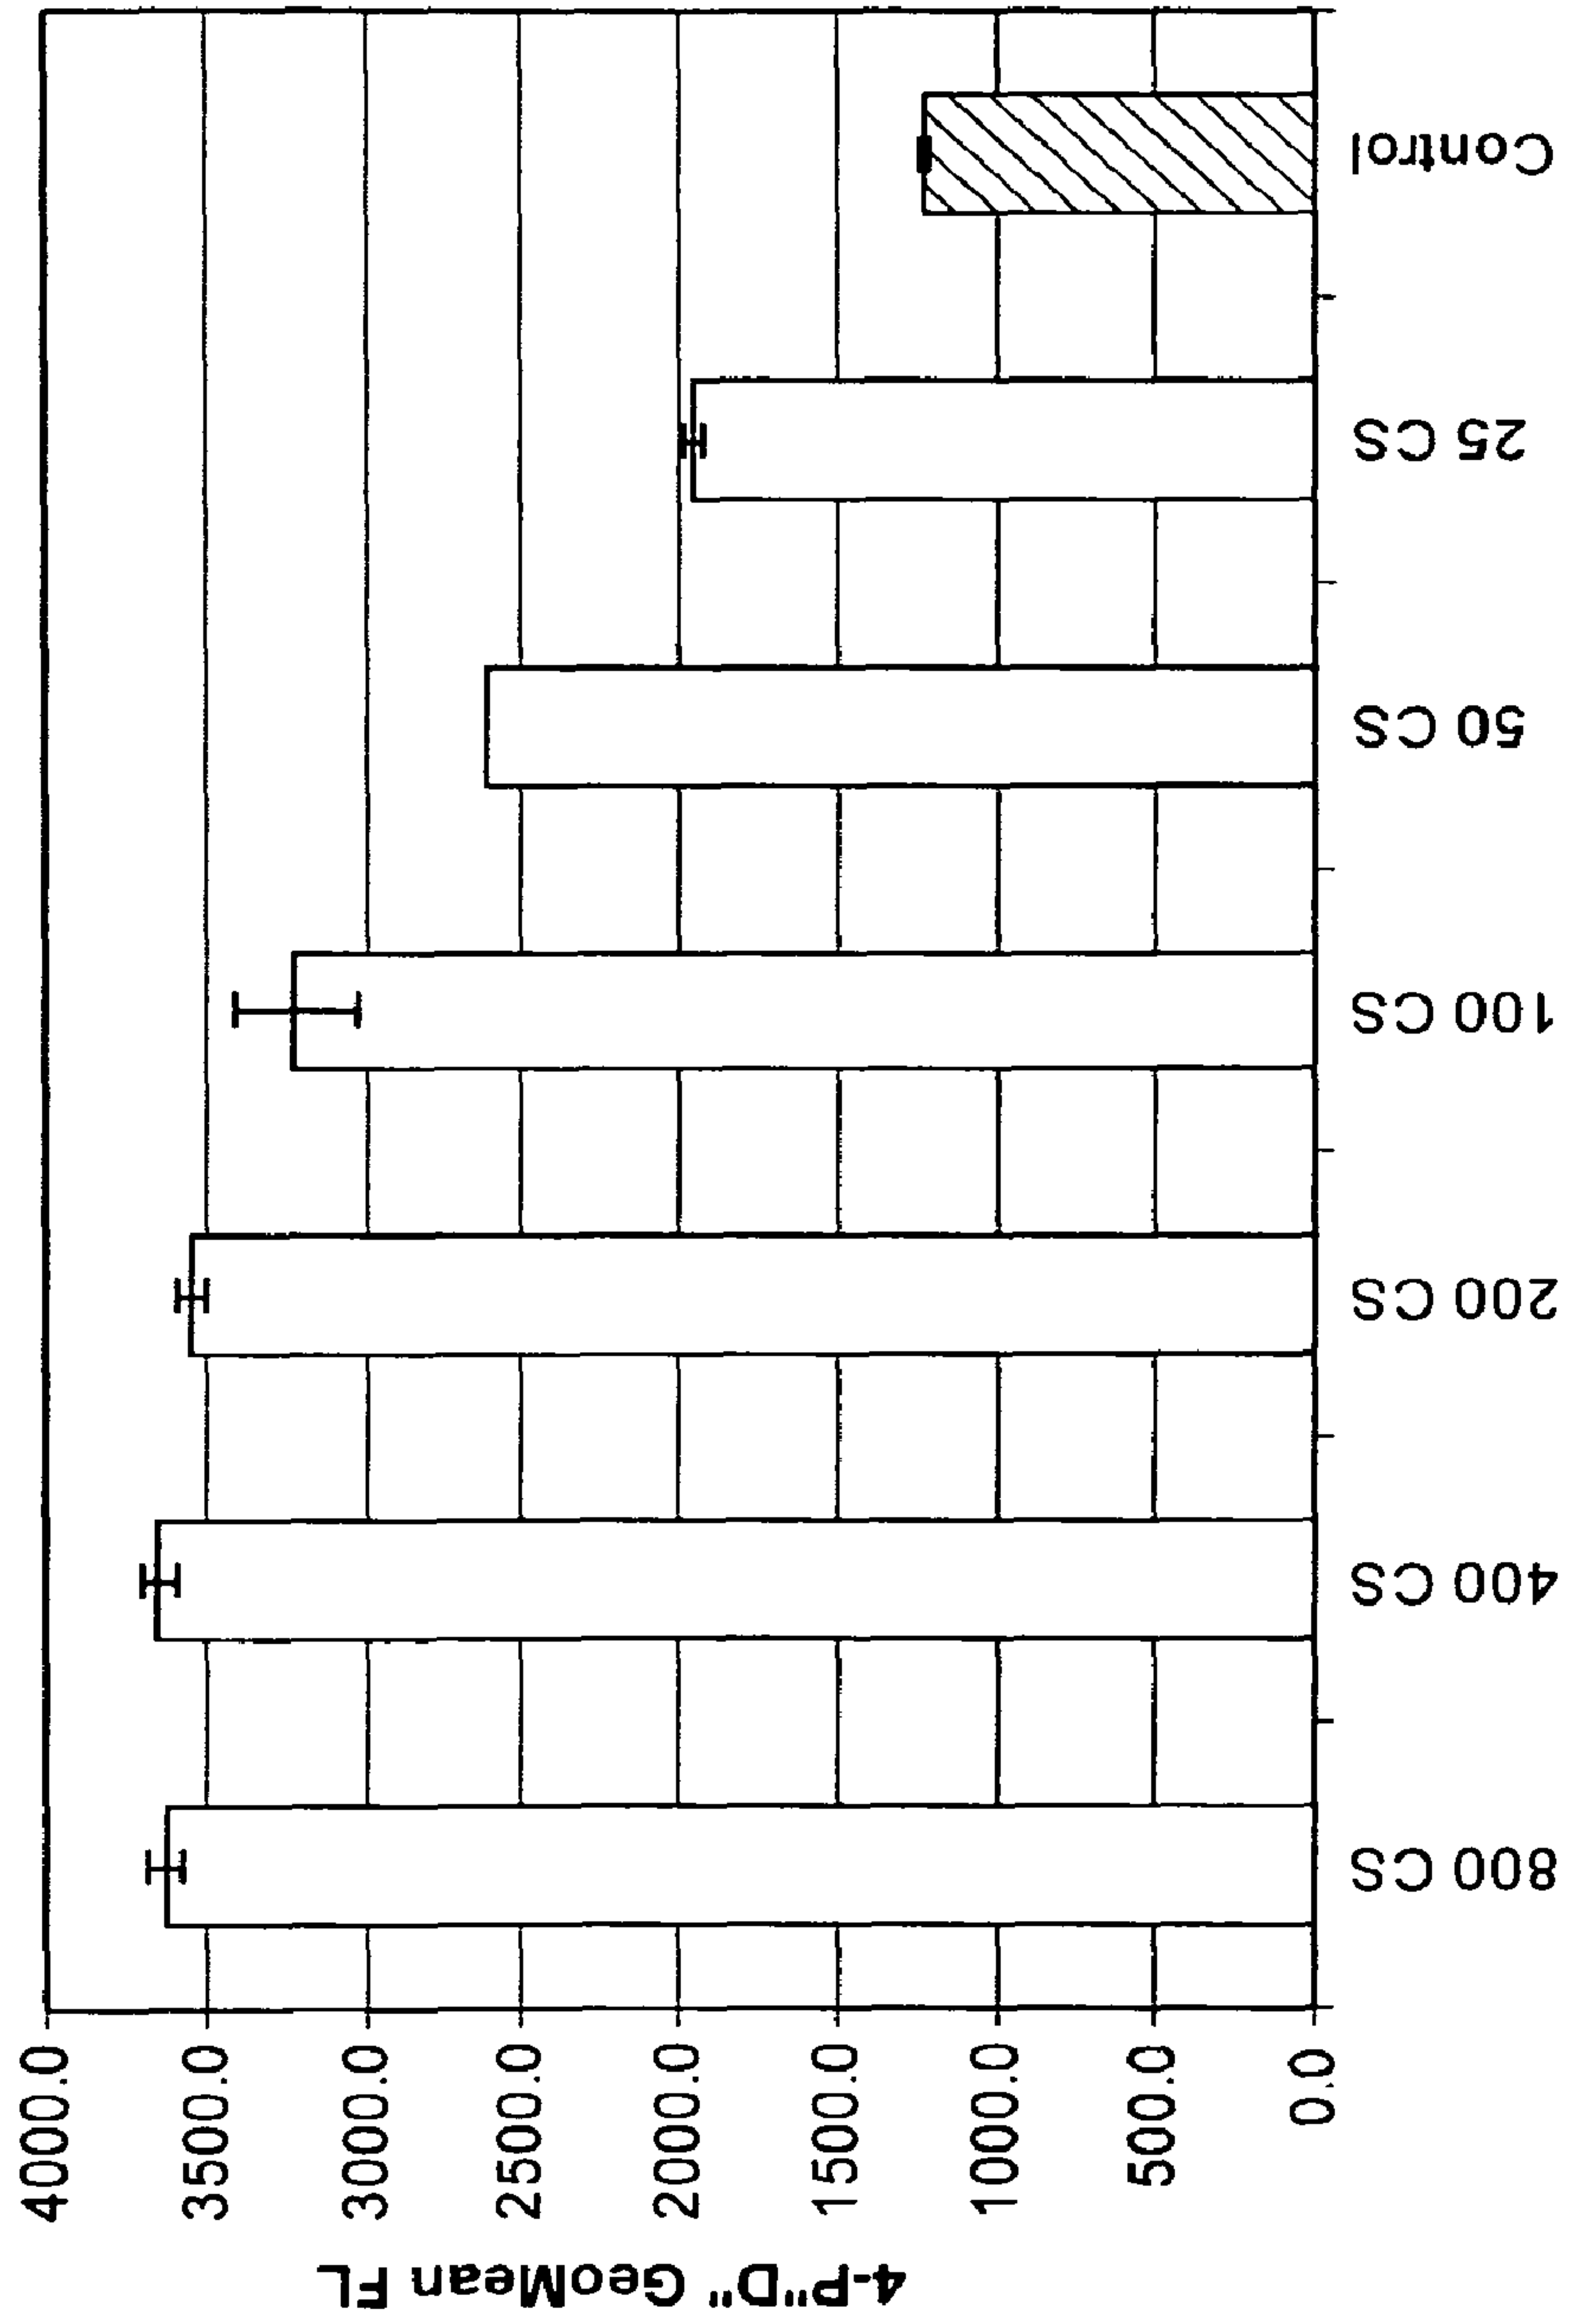 4-P"D" GeoMean FL
4000.0
3500.0
3000.0
2500.0
2000.0
1500.0
1000.0
500.0
0.0
800 CS
400 CS
200 CS
100 CS
50 CS
25 CS
Control